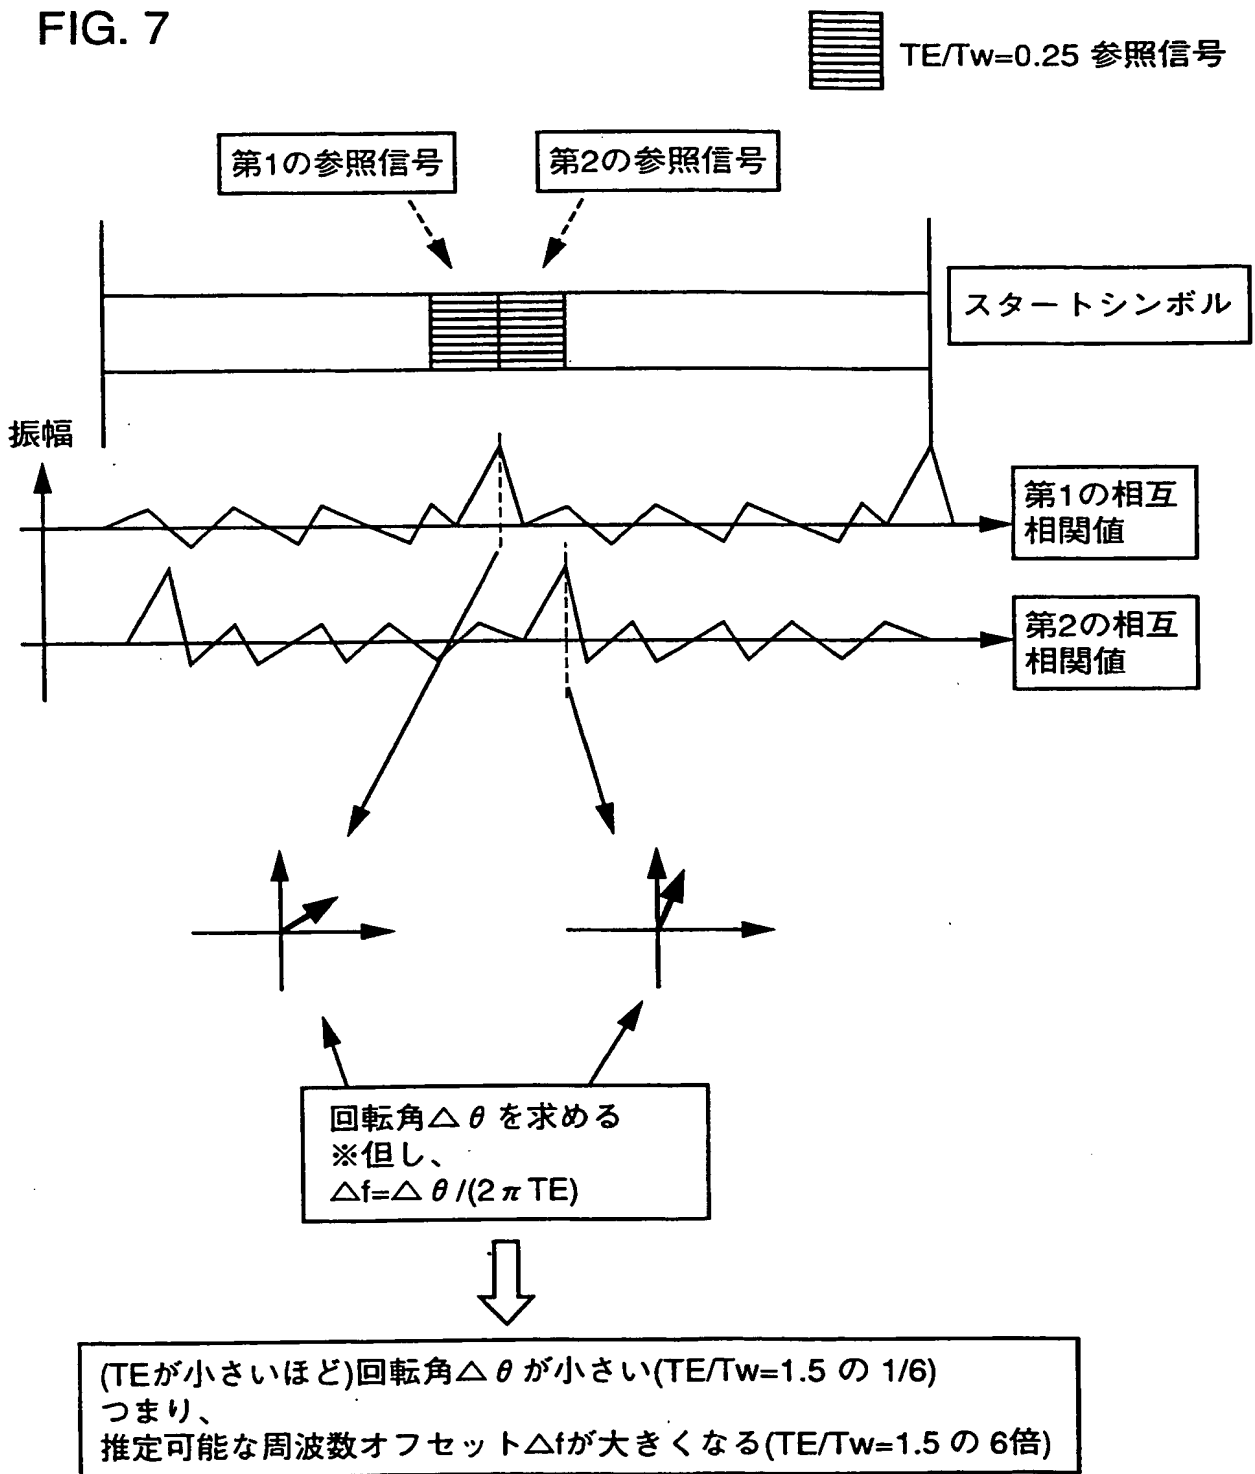 FIG. 7
TE/Tw=0.25 参照信号
第1の参照信号
第2の参照信号
スタートシンボル
振幅
第1の相互
相関値
第2の相互
相関値
回転角△θを求める
※但し、
△f=△θ/(2πTE)
(TEが小さいほど)回転角△θが小さい(TE/Tw=1.5 の 1/6)
つまり、
推定可能な周波数オフセット△fが大きくなる(TE/Tw=1.5 の 6倍)